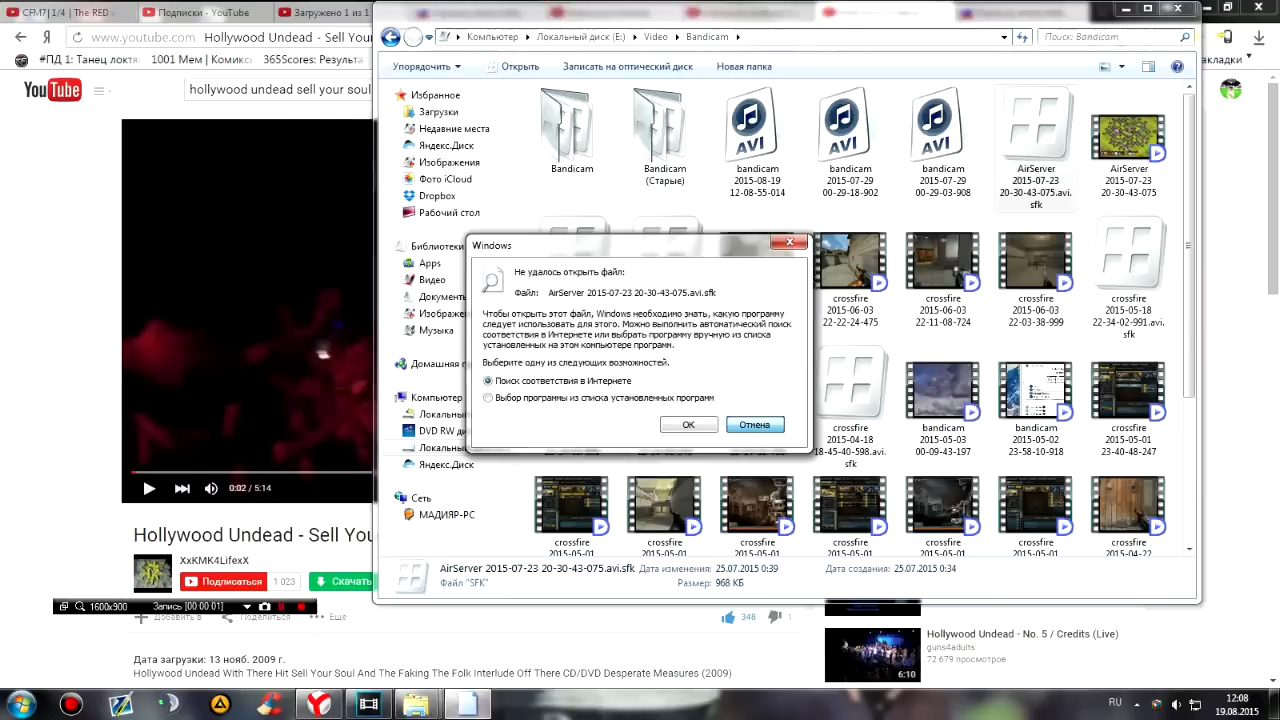 CFM7| 1/4 | The RED
Подписки - YouTube
Загружено 1 из 1
Я
www.youtube.com
Hollywood Undead - Sell Your Soul
#ПД 1: Танец локтя
1001 Мем | Комикс
365Scores: Результа
YouTube
hollywood undead sell your soul
Компьютер
Локальный диск (E:)
Video
Bandicam
Поиск: Bandicam
закладки
Упорядочить
Открыть
Записать на оптический диск
Новая папка
Избранное
Загрузки
Недавние места
Яндекс.Диск
Изображения
Фото iCloud
Dropbox
Рабочий стол
Библиотеки
Apps
Видео
Документы
Изображе
Музыка
Домашняя г
Компьютер
Локальный
DVD RW ди
Локальны
Яндекс.Диск
Сеть
МАДИЯР-PC
AVI
AVI
AVI
Bandicam
Bandicam
(Старые)
bandicam
2015-08-19
12-08-55-014
bandicam
2015-07-29
00-29-18-902
bandicam
2015-07-29
00-29-03-908
AirServer
2015-07-23
20-30-43-075.avi.
sfk
AirServer
2015-07-23
20-30-43-075
crossfire
2015-06-03
22-22-24-475
crossfire
2015-06-03
22-11-08-724
crossfire
2015-06-03
22-03-38-999
crossfire
2015-05-18
22-34-02-991.avi.
sfk
crossfire
2015-04-18
18-45-40-598.avi.
sfk
bandicam
2015-05-03
00-09-43-197
bandicam
2015-05-02
23-58-10-918
crossfire
2015-05-01
23-40-48-247
crossfire
2015-05-01
crossfire
2015-05-01
crossfire
2015-05-01
crossfire
2015-05-01
crossfire
2015-05-01
crossfire
2015-05-01
crossfire
2015-04-22
Windows
Не удалось открыть файл:
Файл: AirServer 2015-07-23 20-30-43-075.avi.sfk
Чтобы открыть этот файл, Windows необходимо знать, какую программу
следует использовать для этого. Можно выполнить автоматический поиск
соответствия в Интернете или выбрать программу вручную из списка
установленных на этом компьютере программ.
Выберите одну из следующих возможностей.
Поиск соответствия в Интернете
Выбор программы из списка установленных программ
OK
Отмена
AirServer 2015-07-23 20-30-43-075.avi.sfk
Дата изменения: 25.07.2015 0:39
Дата создания: 25.07.2015 0:34
Файл "SFK"
Размер: 968 КБ
0:02 / 5:14
Hollywood Undead - Sell You
XxKMK4LifexX
Подписаться
1 023
Скачать
1600x900
Запись [00:00:01]
Добавить в
Поделиться
Еще
348
1
Дата загрузки: 13 нояб. 2009 г.
Hollywood Undead With There Hit Sell Your Soul And The Faking The Folk Interlude Off There CD/DVD Desperate Measures (2009)
Hollywood Undead - No. 5 / Credits (Live)
guns4adults
72 679 просмотров
6:10
RU
12:08
19.08.2015